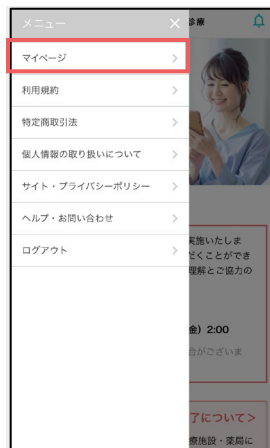 メニュー
診療
マイページ
利用規約
特定商取引法
個人情報の取り扱いについて
サイト・プライバシーポリシー
ヘルプ・お問い合わせ
ログアウト
実施いたしま
だくことができ
理解とご協力の
金）2:00
合がございま
了について＞
療施設・薬局に